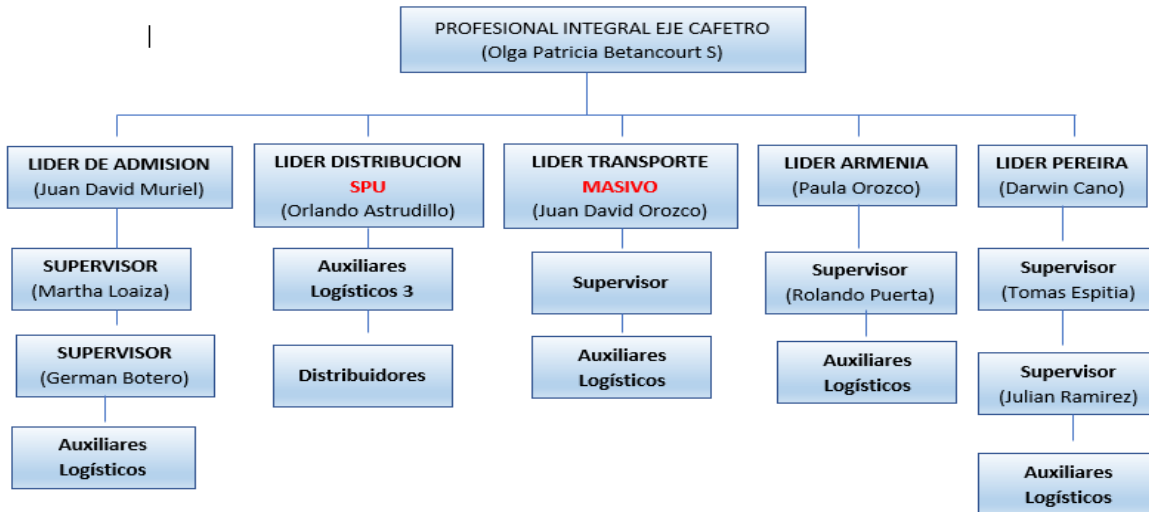 PROFESIONAL INTEGRAL EJE CAFETRO
(Olga Patricia Betancourt S)
LIDER DE ADMISION
(Juan David Muriel)
SUPERVISOR
(Martha Loaiza)
SUPERVISOR
(German Botero)
Auxiliares
Logísticos
LIDER DISTRIBUCION
SPU
(Orlando Astrudillo)
Auxiliares
Logísticos 3
Distribuidores
LIDER TRANSPORTE
MASIVO
(Juan David Orozco)
Supervisor
Auxiliares
Logísticos
LIDER ARMENIA
(Paula Orozco)
Supervisor
(Rolando Puerta)
Auxiliares
Logísticos
LIDER PEREIRA
(Darwin Cano)
Supervisor
(Tomas Espitia)
Supervisor
(Julian Ramirez)
Auxiliares
Logísticos